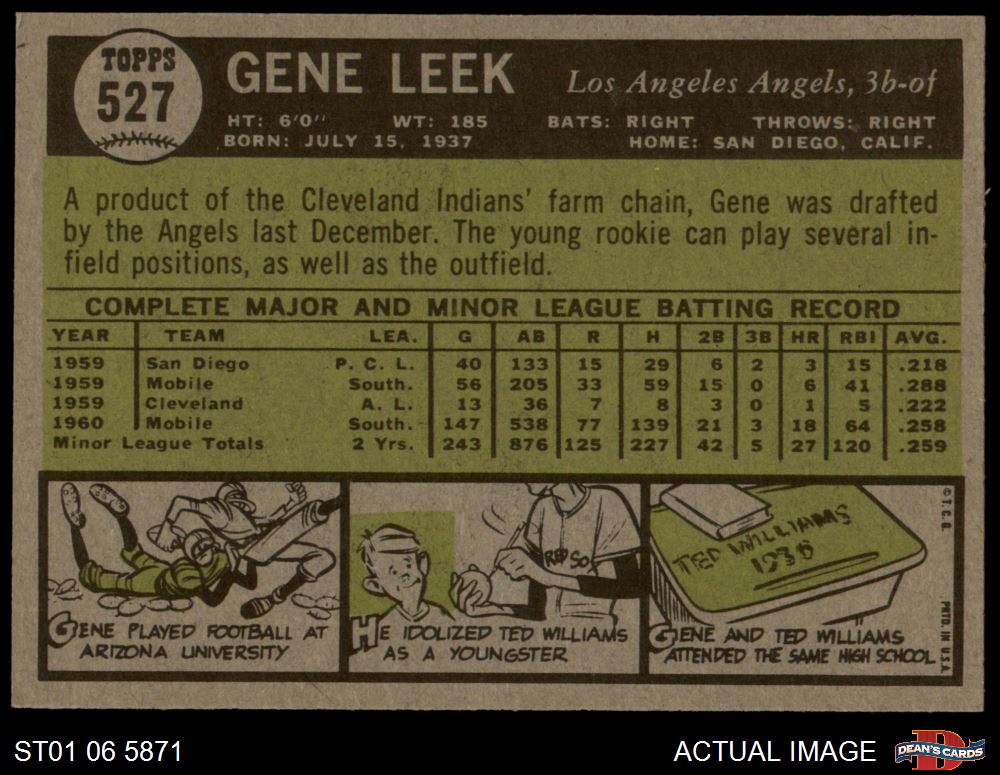 TOPPS
527
GENE LEEK
Los Angeles Angels, 3b-of
HT: 6'0" WT: 185 BATS: RIGHT THROWS: RIGHT
BORN: JULY 15, 1937 HOME: SAN DIEGO, CALIF.
A product of the Cleveland Indians' farm chain, Gene was drafted
by the Angels last December. The young rookie can play several in-
field positions, as well as the outfield.
COMPLETE MAJOR AND MINOR LEAGUE BATTING RECORD
YEAR TEAM LEA. G AB R H 2B 3B HR RBI AVG.
1959 San Diego P. C. L. 40 133 15 29 6 2 3 15 .218
1959 Mobile South. 56 205 33 59 15 0 6 41 .288
1959 Cleveland A. L. 13 36 7 8 3 0 1 5 .222
1960 Mobile South. 147 538 77 139 21 3 18 64 .258
Minor League Totals 2 Yrs. 243 876 125 227 42 5 27 120 .259
GENE PLAYED FOOTBALL AT
ARIZONA UNIVERSITY
RED SO
HE IDOLIZED TED WILLIAMS
AS A YOUNGSTER
TED WILLIAMS
1936
GENE AND TED WILLIAMS
ATTENDED THE SAME HIGH SCHOOL
© T. C. G.
PRTD. IN U.S.A.
ST01 06 5871
ACTUAL IMAGE
DEAN'S CARDS